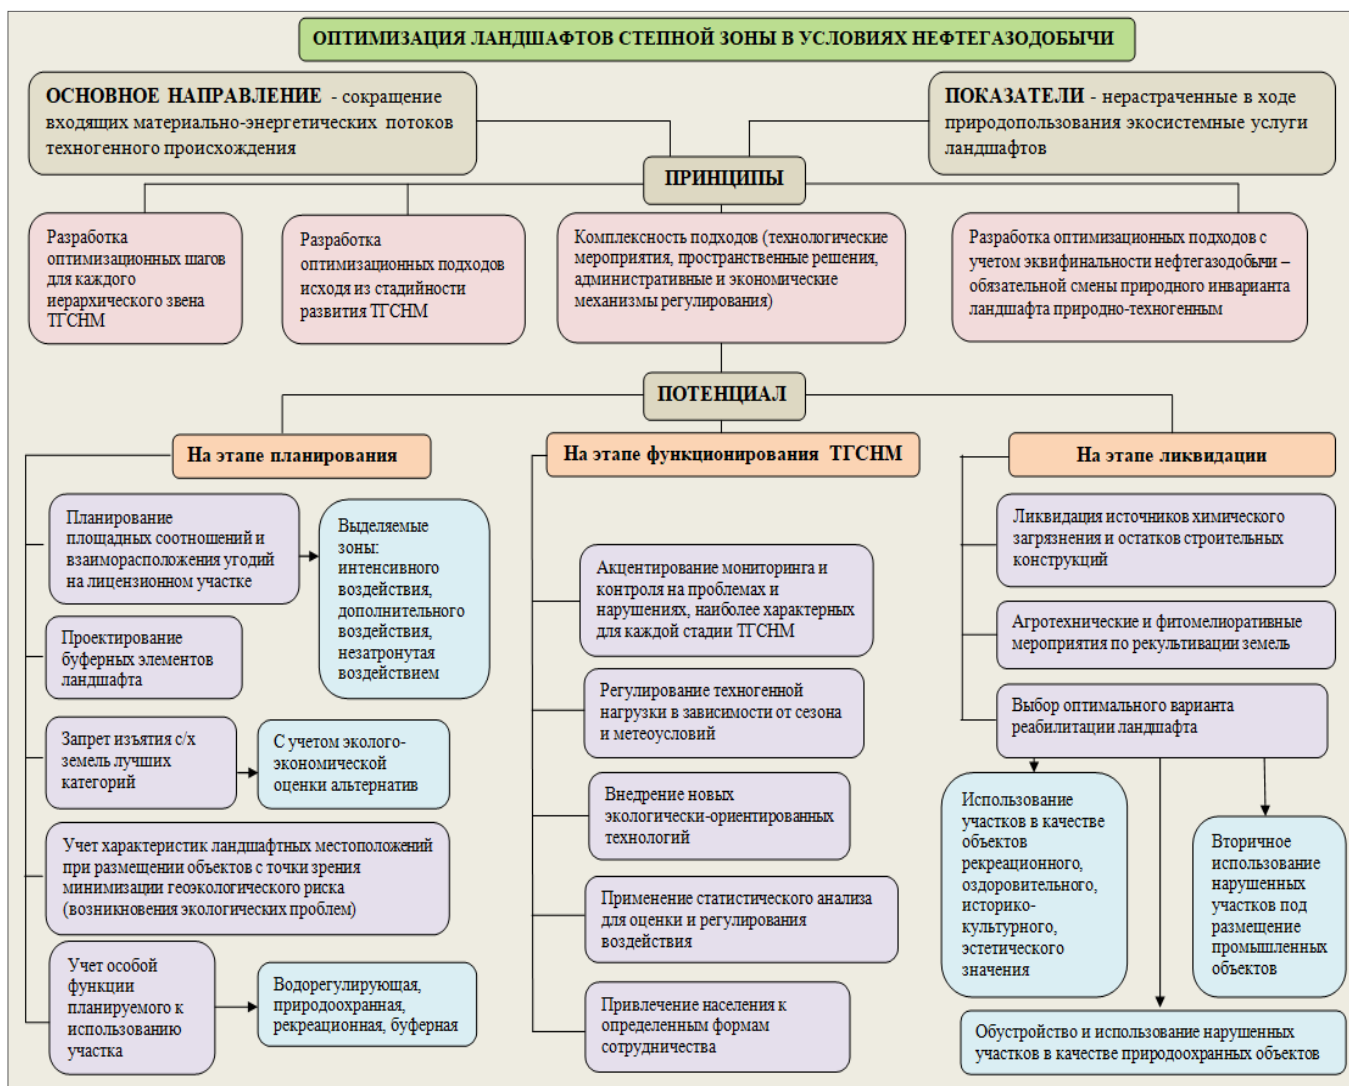 ОПТИМИЗАЦИЯ ЛАНДШАФТОВ СТЕПНОЙ ЗОНЫ В УСЛОВИЯХ НЕФТЕГАЗОДОБЫЧИ
ОСНОВНОЕ НАПРАВЛЕНИЕ - сокращение
входящих материально-энергетических потоков
техногенного происхождения
ПОКАЗАТЕЛИ - нерастраченные в ходе
природопользования экосистемные услуги
ландшафтов
ПРИНЦИПЫ
Разработка
оптимизационных шагов
для каждого
иерархического звена
ТГСНМ
Разработка
оптимизационных подходов
исходя из стадийности
развития ТГСНМ
Комплексность подходов (технологические
мероприятия, пространственные решения,
административные и экономические
механизмы регулирования)
Разработка оптимизационных подходов с
учетом эквифинальности нефтегазодобычи –
обязательной смены природного инварианта
ландшафта природно-техногенным
ПОТЕНЦИАЛ
На этапе планирования
Планирование
площадных соотношений и
взаиморасположения угодий
на лицензионном участке
Выделяемые
зоны:
интенсивного
воздействия,
дополнительного
воздействия,
незатронутая
воздействием
Проектирование
буферных элементов
ландшафта
Запрет изъятия с/х
земель лучших
категорий
С учетом эколого-
экономической
оценки альтернатив
Учет характеристик ландшафтных местоположений
при размещении объектов с точки зрения
минимизации геоэкологического риска
(возникновения экологических проблем)
Учет особой
функции
планируемого к
использованию
участка
Водорегулирующая,
природоохранная,
рекреационная, буферная
На этапе функционирования ТГСНМ
Акцентирование мониторинга и
контроля на проблемах и
нарушениях, наиболее характерных
для каждой стадии ТГСНМ
Регулирование техногенной
нагрузки в зависимости от сезона
и метеоусловий
Внедрение новых
экологически-ориентированных
технологий
Применение статистического анализа
для оценки и регулирования
воздействия
Привлечение населения к
определенным формам
сотрудничества
На этапе ликвидации
Ликвидация источников химического
загрязнения и остатков строительных
конструкций
Агротехнические и фитомелиоративные
мероприятия по рекультивации земель
Выбор оптимального варианта
реабилитации ландшафта
Использование
участков в качестве
объектов
рекреационного,
оздоровительного,
историко-
культурного,
эстетического
значения
Вторичное
использование
нарушенных
участков под
размещение
промышленных
объектов
Обустройство и использование нарушенных
участков в качестве природоохранных объектов